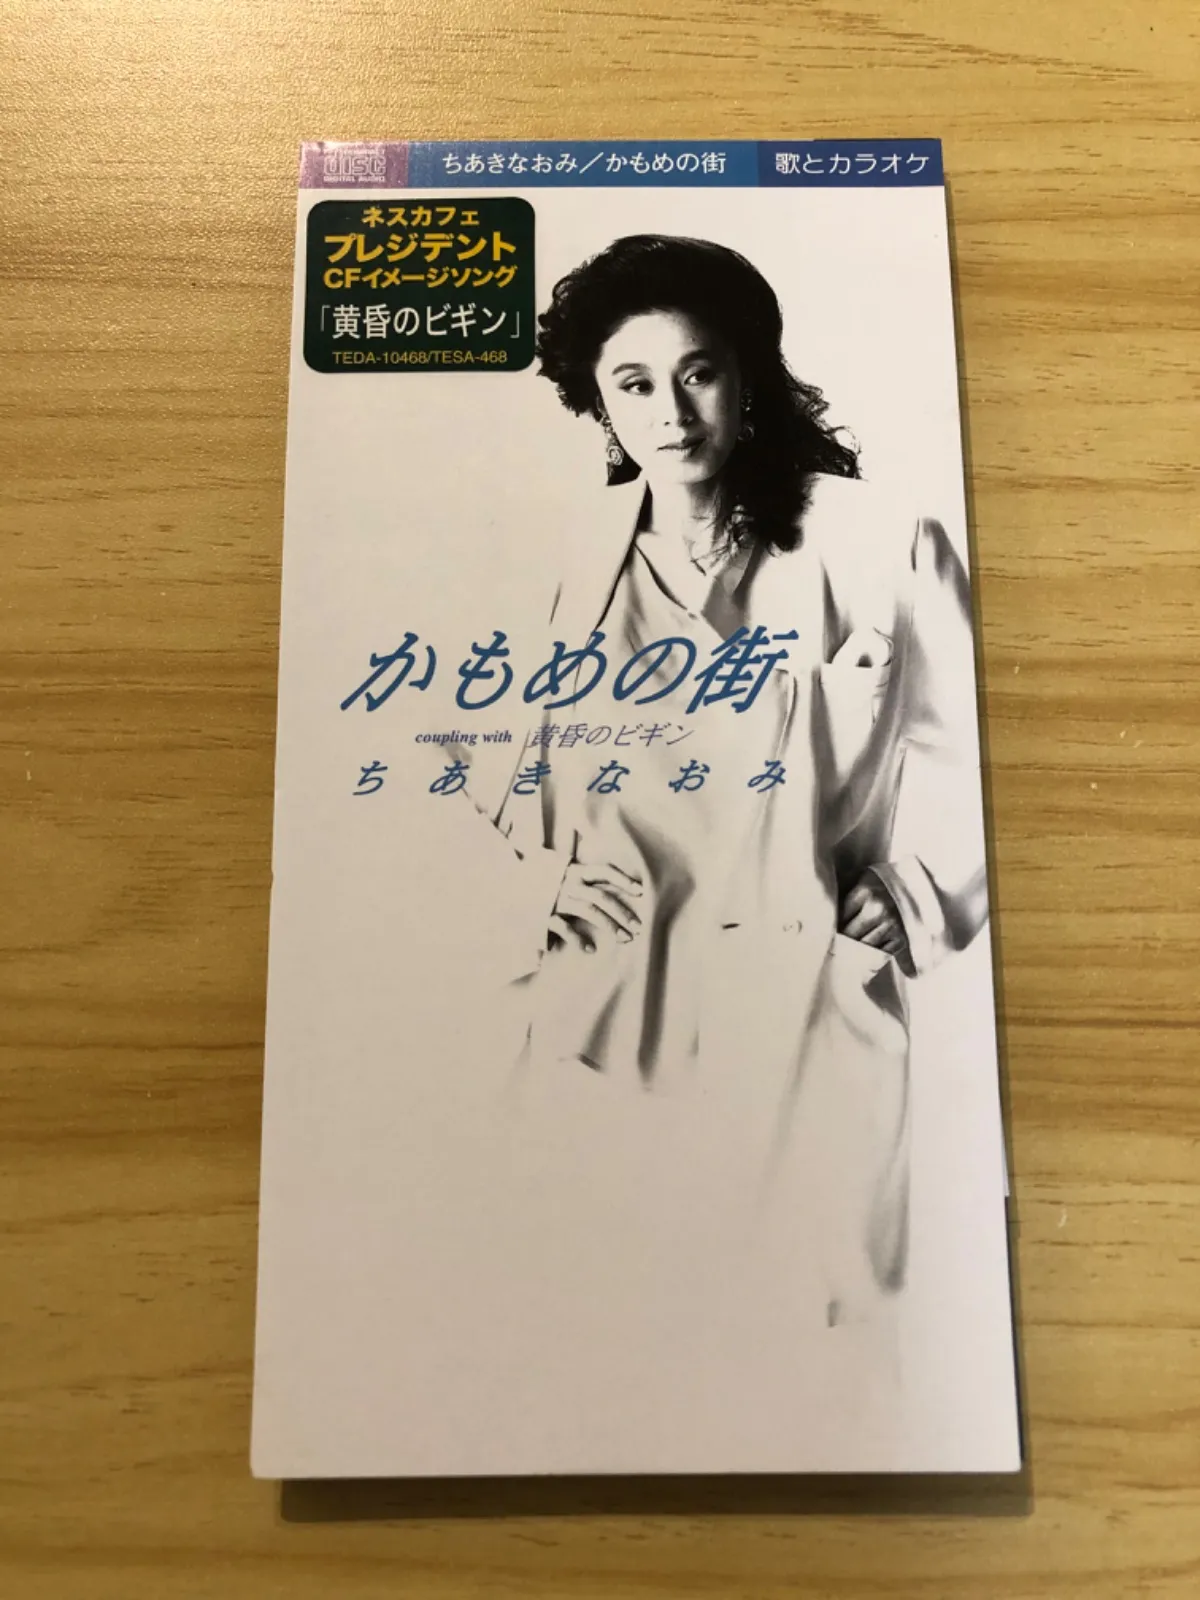 DISC
DIGITAL AUDIO
ちあきなおみ／かもめの街
歌とカラオケ
ネスカフェ
プレジデント
CFイメージソング
「黄昏のビギン」
TEDA-10468/TESA-468
かもめの街
coupling with 黄昏のビギン
ちあきなおみ